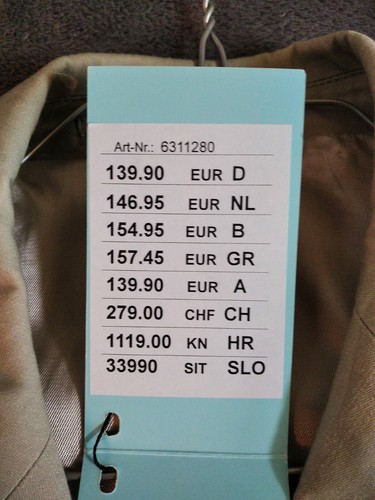 Art-Nr.: 6311280
139.90 EUR D
146.95 EUR NL
154.95 EUR B
157.45 EUR GR
139.90 EUR A
279.00 CHF CH
1119.00 KN HR
33990 SIT SLO